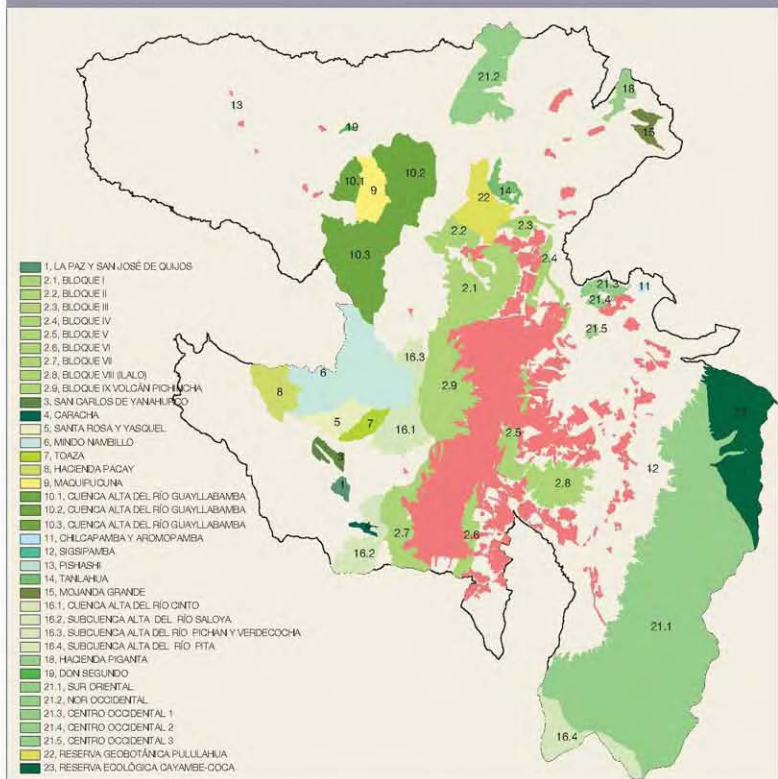 21.2
18
13
15
19
10.1
9
10.2
22
14
2.3
2.2
2.4
10.3
2.1
21.3
11
21.4
21.5
16.3
6
8
2.9
23
5
7
16.1
2.5
3
12
1
2.8
2.7
2.6
16.2
21.1
16.4
1, LA PAZ Y SAN JOSÉ DE QUIJOS
2.1, BLOQUE I
2.2, BLOQUE II
2.3, BLOQUE III
2.4, BLOQUE IV
2.5, BLOQUE V
2.6, BLOQUE VI
2.7, BLOQUE VII
2.8, BLOQUE VIII (ILALO)
2.9, BLOQUE IX VOLCÁN PICHINCHA
3, SAN CARLOS DE YANAHURCO
4, CARACHA
5, SANTA ROSA Y YASQUEL
6, MINDO NAMBILLO
7, TOAZA
8, HACIENDA PACAY
9, MAQUIPUCUNA
10.1, CUENCA ALTA DEL RÍO GUAYLLABAMBA
10.2, CUENCA ALTA DEL RÍO GUAYLLABAMBA
10.3, CUENCA ALTA DEL RÍO GUAYLLABAMBA
11, CHILCAPAMBA Y AROMOPAMBA
12, SIGSIPAMBA
13, PISHASHI
14, TANLAHUA
15, MOJANDA GRANDE
16.1, CUENCA ALTA DEL RÍO CINTO
16.2, SUBCUENCA ALTA DEL RÍO SALOYA
16.3, SUBCUENCA ALTA DEL RÍO PICHAN Y VERDECOCHA
16.4, SUBCUENCA ALTA DEL RÍO PITA
18, HACIENDA PIGANTA
19, DON SEGUNDO
21.1, SUR ORIENTAL
21.2, NOR OCCIDENTAL
21.3, CENTRO OCCIDENTAL 1
21.4, CENTRO OCCIDENTAL 2
21.5, CENTRO OCCIDENTAL 3
22, RESERVA GEOBOTÁNICA PULULAHUA
23, RESERVA ECOLÓGICA CAYAMBE-COCA